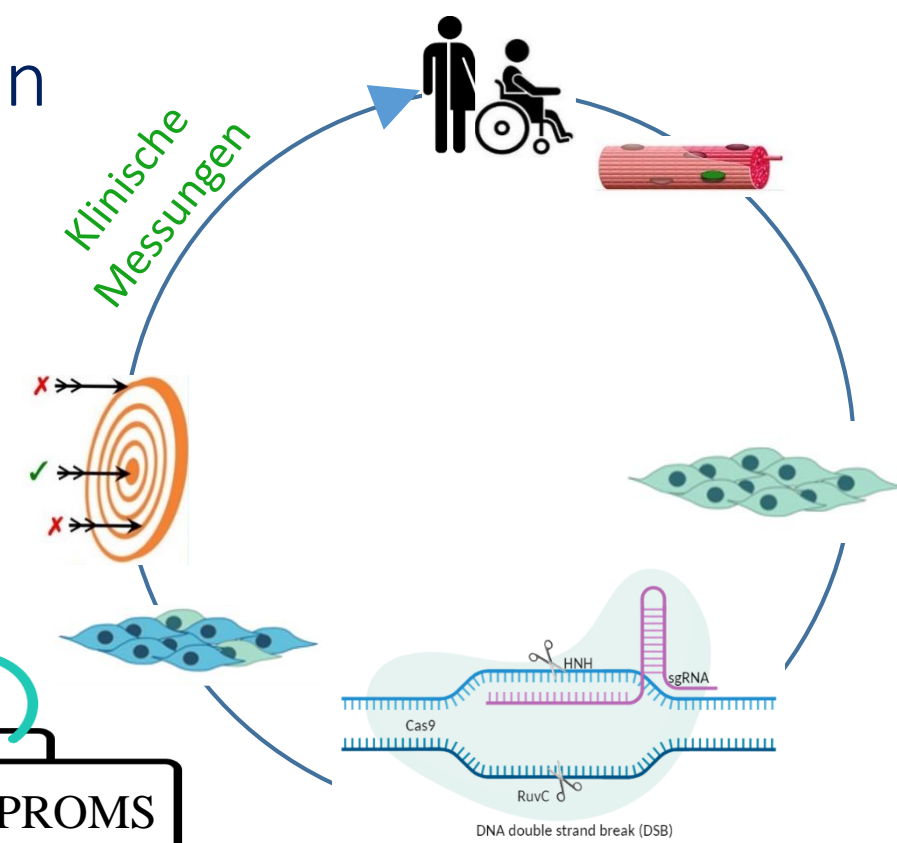 n
Klinische
Messungen
HNH
sgRNA
Cas9
RuvC
DNA double strand break (DSB)
PROMS